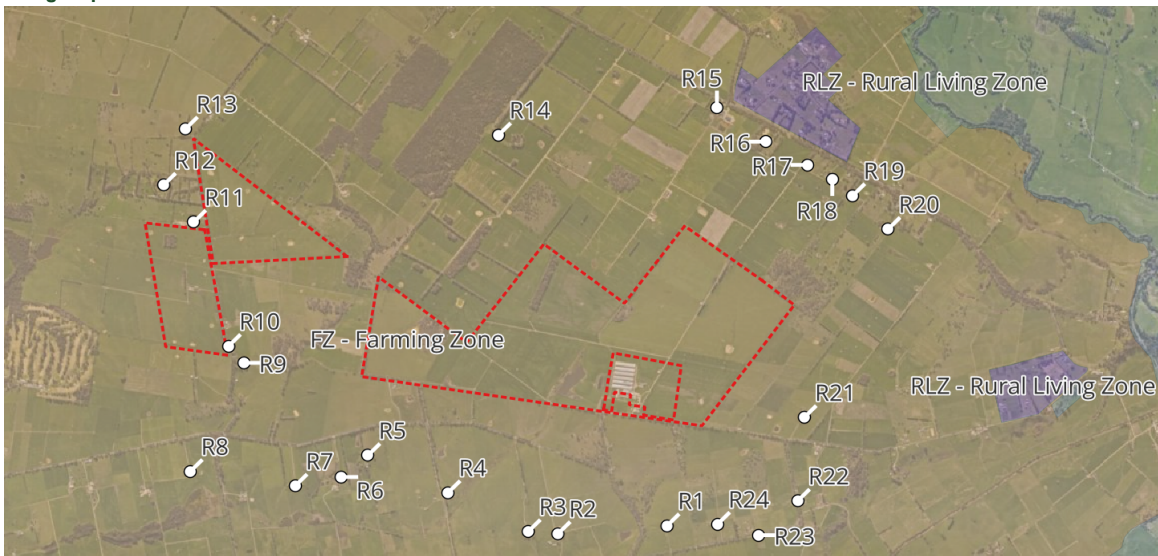 R15
RLZ - Rural Living Zone
R13
R14
R16
R12
R17
R11
R19
R18
R20
R10
FZ - Farming Zone
R9
RLZ - Rural Living Zone
R21
R5
R8
R7
R4
R6
R22
R3
R2
R1
R24
R23